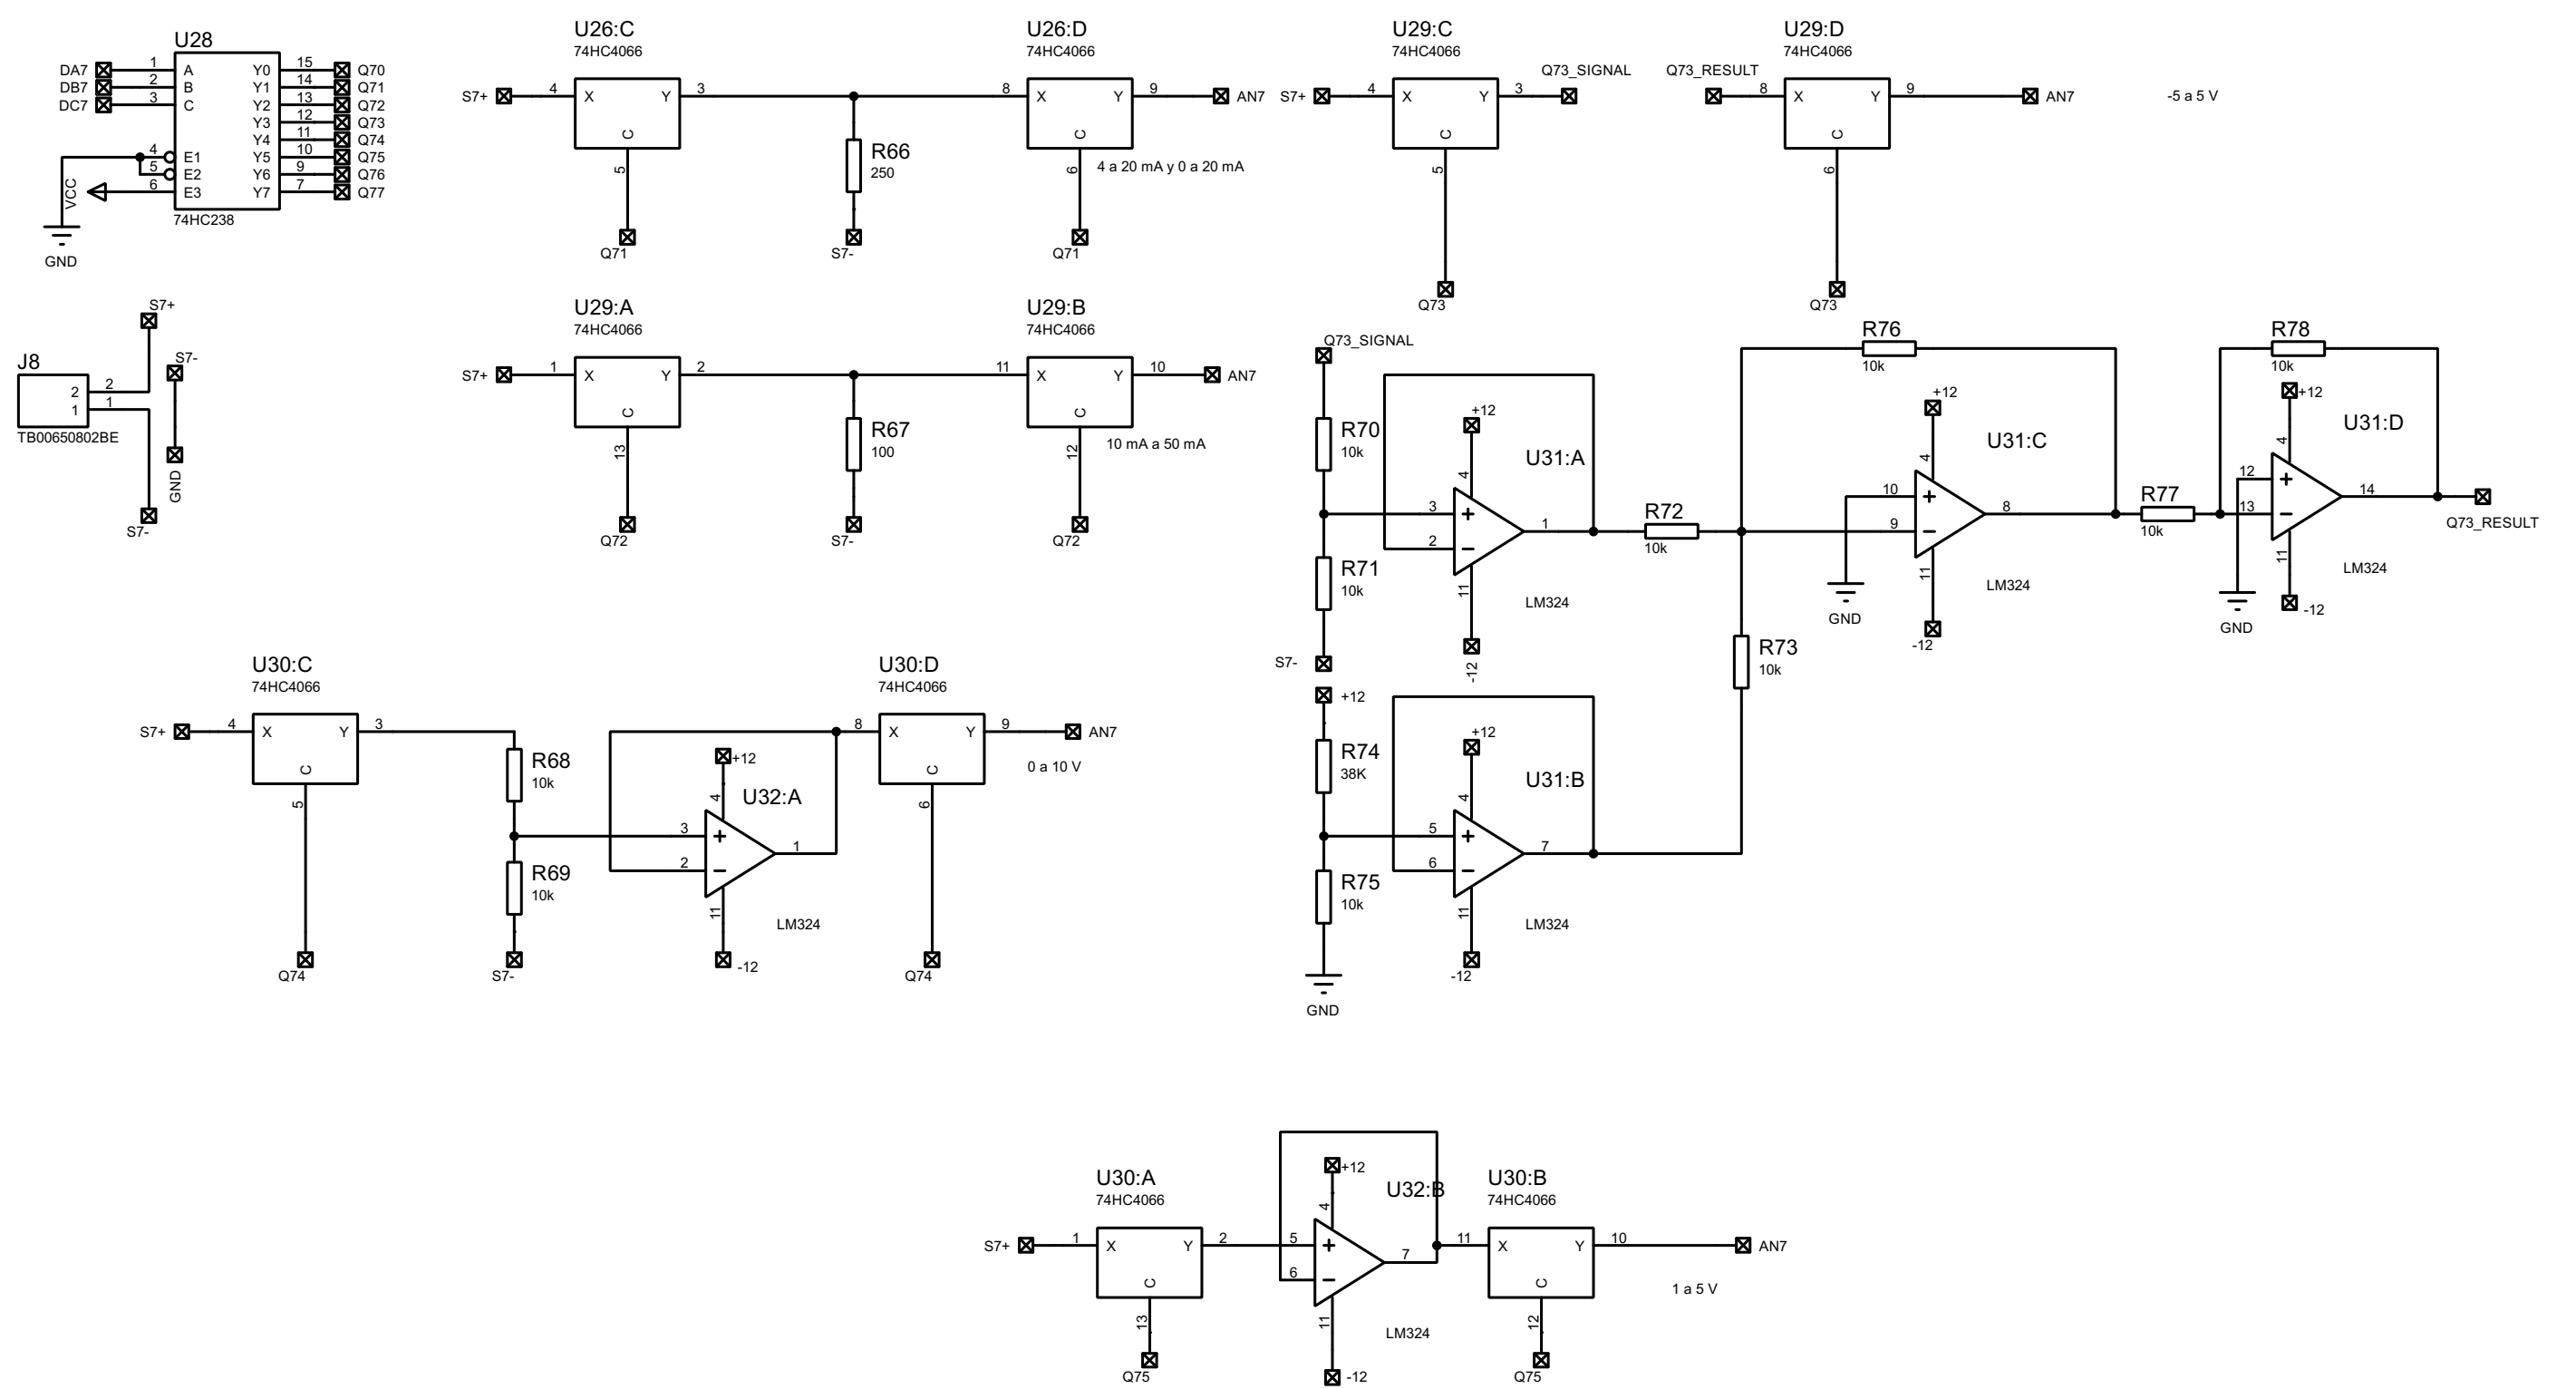 U28
DA7 1 A Y0 15 Q70
DB7 2 B Y1 14 Q71
DC7 3 C Y2 13 Q72
Y3 12 Q73
Y4 11 Q74
4 E1 Y5 10 Q75
5 E2 Y6 9 Q76
VCC 6 E3 Y7 7 Q77
74HC238
GND
U26:C
74HC4066
S7+ 4 X Y 3
C
5
Q71
R66
250
S7-
U26:D
74HC4066
8 X Y 9 AN7
C
6
4 a 20 mA y 0 a 20 mA
Q71
U29:C
74HC4066
S7+ 4 X Y 3 Q73_SIGNAL
C
5
Q73
U29:D
74HC4066
Q73_RESULT 8 X Y 9 AN7
C
6
-5 a 5 V
Q73
J8
S7+
S7-
2 2
1 1
TB00650802BE
GND
S7-
U29:A
74HC4066
S7+ 1 X Y 2
C
13
Q72
R67
100
S7-
U29:B
74HC4066
11 X Y 10 AN7
C
12
10 mA a 50 mA
Q72
Q73_SIGNAL
R70
10k
R71
10k
S7-
+12
4
U31:A
3 +
2 −
1
11
LM324
-12
R72
10k
R73
10k
R76
10k
+12
4
U31:C
10 +
9 −
8
11
LM324
GND
-12
R77
10k
R78
10k
+12
4
U31:D
12 +
13 −
14
11
LM324
GND
-12
Q73_RESULT
+12
R74
38K
R75
10k
GND
+12
4
U31:B
5 +
6 −
7
11
LM324
-12
U30:C
74HC4066
S7+ 4 X Y 3
C
5
Q74
R68
10k
R69
10k
S7-
+12
4
U32:A
3 +
2 −
1
11
LM324
-12
U30:D
74HC4066
8 X Y 9 AN7
C
6
0 a 10 V
Q74
U30:A
74HC4066
S7+ 1 X Y 2
C
13
Q75
+12
4
U32:B
5 +
6 −
7
11
LM324
-12
U30:B
74HC4066
11 X Y 10 AN7
C
12
1 a 5 V
Q75